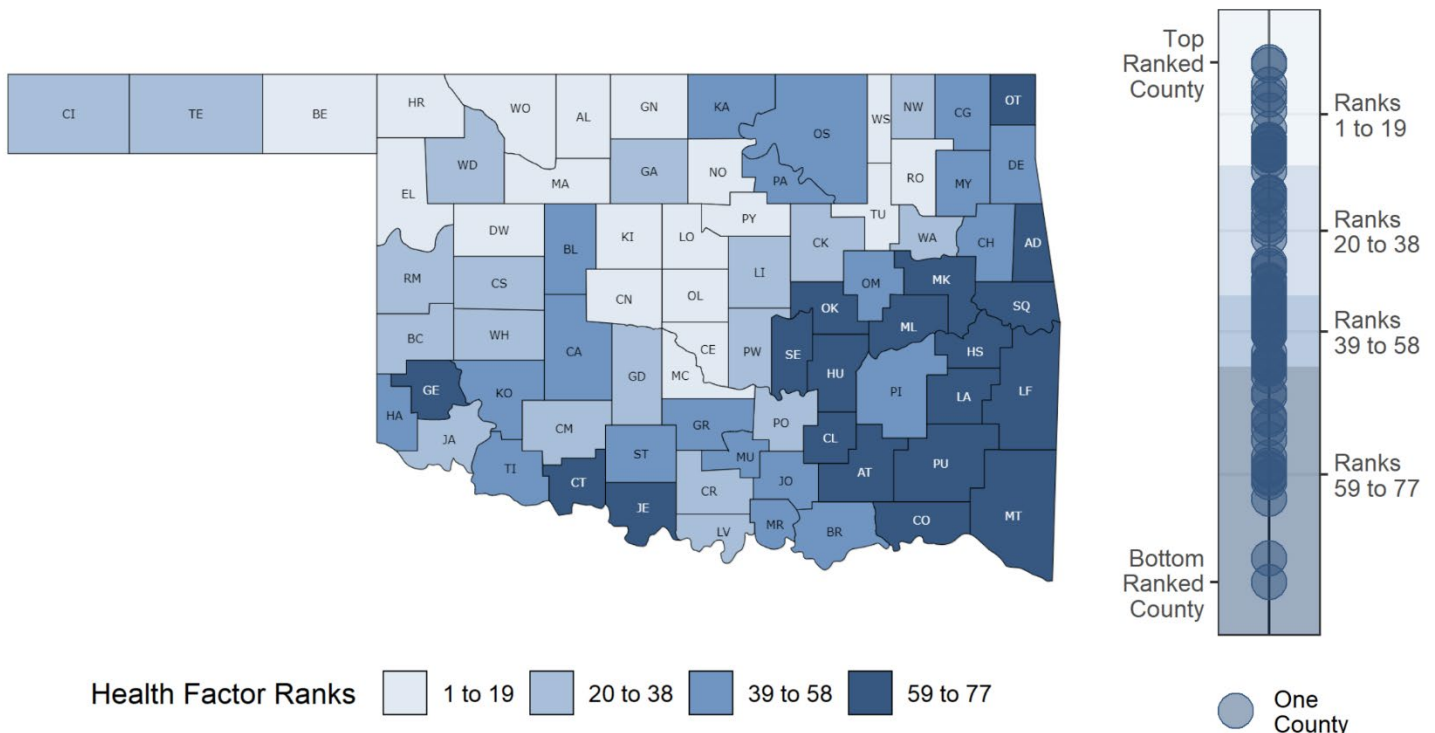 Top
Ranked
County
Ranks
1 to 19
Ranks
20 to 38
Ranks
39 to 58
Ranks
59 to 77
Bottom
Ranked
County
One
County
CI TE BE HR WO AL GN KA OS WS NW CG OT
WD MA GA NO PA RO MY DE
EL DW BL KI LO PY TU CK WA CH AD
RM CS CN OL LI OM MK SQ
BC WH CA CE PW SE OK ML HS
GE KO GD MC HU PI LA LF
HA JA CM GR PO CL
TI CT ST MU JO AT PU
JE CR LV MR BR CO MT
Health Factor Ranks 1 to 19 20 to 38 39 to 58 59 to 77